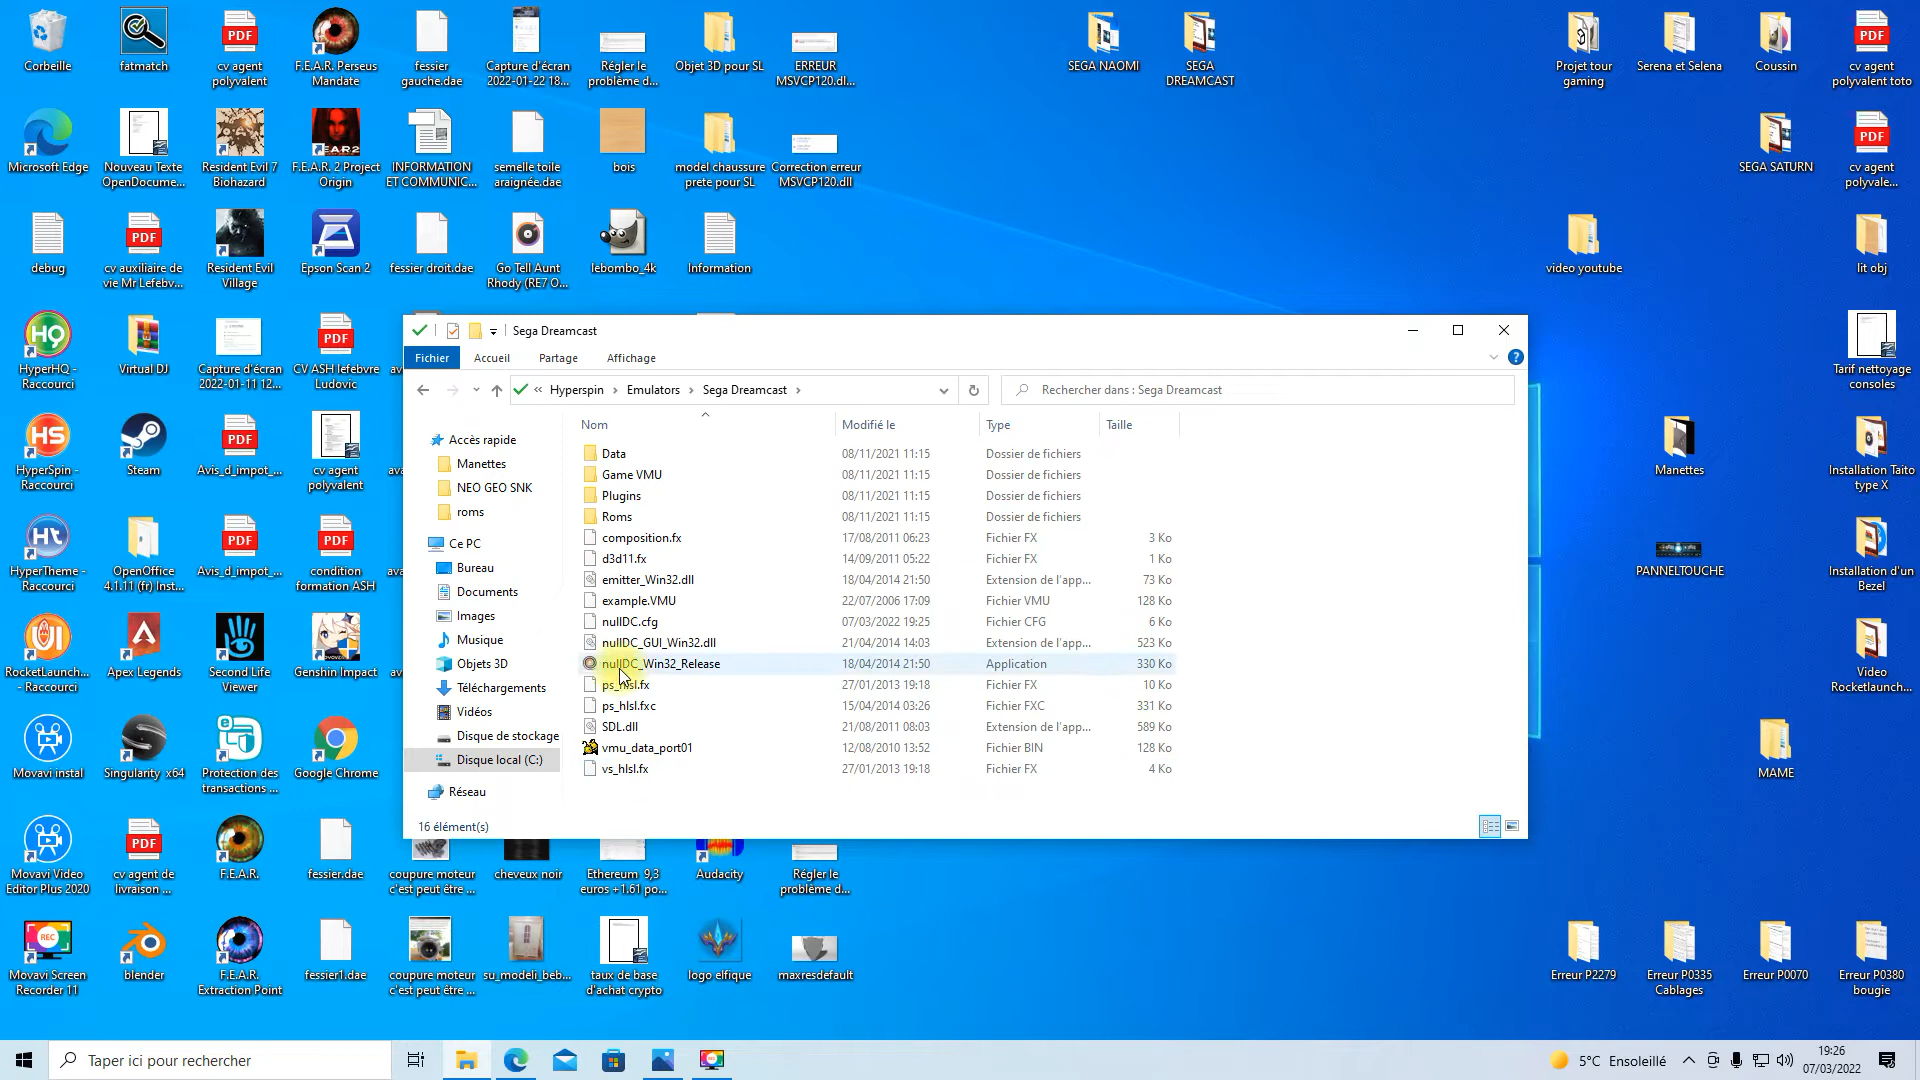 Corbeille
fatmatch
cv agent
polyvalent
F.E.A.R. Perseus
Mandate
fessier
gauche.dae
Capture d'écran
2022-01-22 18...
Régler le
problème d...
Objet 3D pour SL
ERREUR
MSVCP120.dl...
SEGA NAOMI
SEGA
DREAMCAST
Projet tour
gaming
Serena et Selena
Coussin
cv agent
polyvalent toto
Microsoft Edge
Nouveau Texte
OpenDocume...
Resident Evil 7
Biohazard
F.E.A.R. 2 Project
Origin
INFORMATION
ET COMMUNIC...
semelle toile
araignée.dae
bois
model chaussure
prete pour SL
Correction erreur
MSVCP120.dll
SEGA SATURN
cv agent
polyvale...
debug
cv auxiliaire de
vie Mr Lefebv...
Resident Evil
Village
Epson Scan 2
fessier droit.dae
Go Tell Aunt
Rhody (RE7 O...
lebombo_4k
Information
video youtube
lit obj
HyperHQ -
Raccourci
Virtual DJ
Capture d'écran
2022-01-11 12...
CV ASH lefebvre
Ludovic
Tarif nettoyage
consoles
HyperSpin -
Raccourci
Steam
Avis_d_impot_...
cv agent
polyvalent
Manettes
Installation Taito
type X
HyperTheme -
Raccourci
OpenOffice
4.1.11 (fr) Inst...
Avis_d_impot_...
condition
formation ASH
PANNELTOUCHE
Installation d'un
Bezel
RocketLaunch...
- Raccourci
Apex Legends
Second Life
Viewer
Genshin Impact
Video
Rocketlaunch...
Movavi instal
Singularity x64
Protection des
transactions ...
Google Chrome
MAME
Movavi Video
Editor Plus 2020
cv agent de
livraison ...
F.E.A.R.
fessier.dae
coupure moteur
c'est peut être ...
cheveux noir
Ethereum 9,3
euros +1.61 po...
Audacity
Régler le
problème d...
Movavi Screen
Recorder 11
blender
F.E.A.R.
Extraction Point
fessier1.dae
coupure moteur
c'est peut être ...
su_modeli_beb...
taux de base
d'achat crypto
logo elfique
maxresdefault
Erreur P2279
Erreur P0335
Cablages
Erreur P0070
Erreur P0380
bougie
Sega Dreamcast
Fichier
Accueil
Partage
Affichage
Hyperspin
Emulators
Sega Dreamcast
Rechercher dans : Sega Dreamcast
Accès rapide
Manettes
NEO GEO SNK
roms
Ce PC
Bureau
Documents
Images
Musique
Objets 3D
Téléchargements
Vidéos
Disque de stockage
Disque local (C:)
Réseau
Nom Modifié le Type Taille
Data 08/11/2021 11:15 Dossier de fichiers
Game VMU 08/11/2021 11:15 Dossier de fichiers
Plugins 08/11/2021 11:15 Dossier de fichiers
Roms 08/11/2021 11:15 Dossier de fichiers
composition.fx 17/08/2011 06:23 Fichier FX 3 Ko
d3d11.fx 14/09/2011 05:22 Fichier FX 1 Ko
emitter_Win32.dll 18/04/2014 21:50 Extension de l'app... 73 Ko
example.VMU 22/07/2006 17:09 Fichier VMU 128 Ko
nullDC.cfg 07/03/2022 19:25 Fichier CFG 6 Ko
nullDC_GUI_Win32.dll 21/04/2014 14:03 Extension de l'app... 523 Ko
nullDC_Win32_Release 18/04/2014 21:50 Application 330 Ko
ps_hlsl.fx 27/01/2013 19:18 Fichier FX 10 Ko
ps_hlsl.fxc 15/04/2014 03:26 Fichier FXC 331 Ko
SDL.dll 21/08/2011 08:03 Extension de l'app... 589 Ko
vmu_data_port01 12/08/2010 13:52 Fichier BIN 128 Ko
vs_hlsl.fx 27/01/2013 19:18 Fichier FX 4 Ko
16 élément(s)
Taper ici pour rechercher
5°C Ensoleillé
19:26
07/03/2022